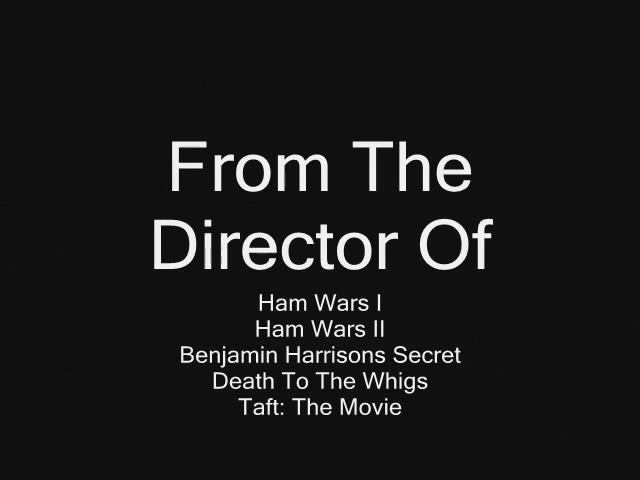 From The
Director Of
Ham Wars I
Ham Wars II
Benjamin Harrisons Secret
Death To The Whigs
Taft: The Movie